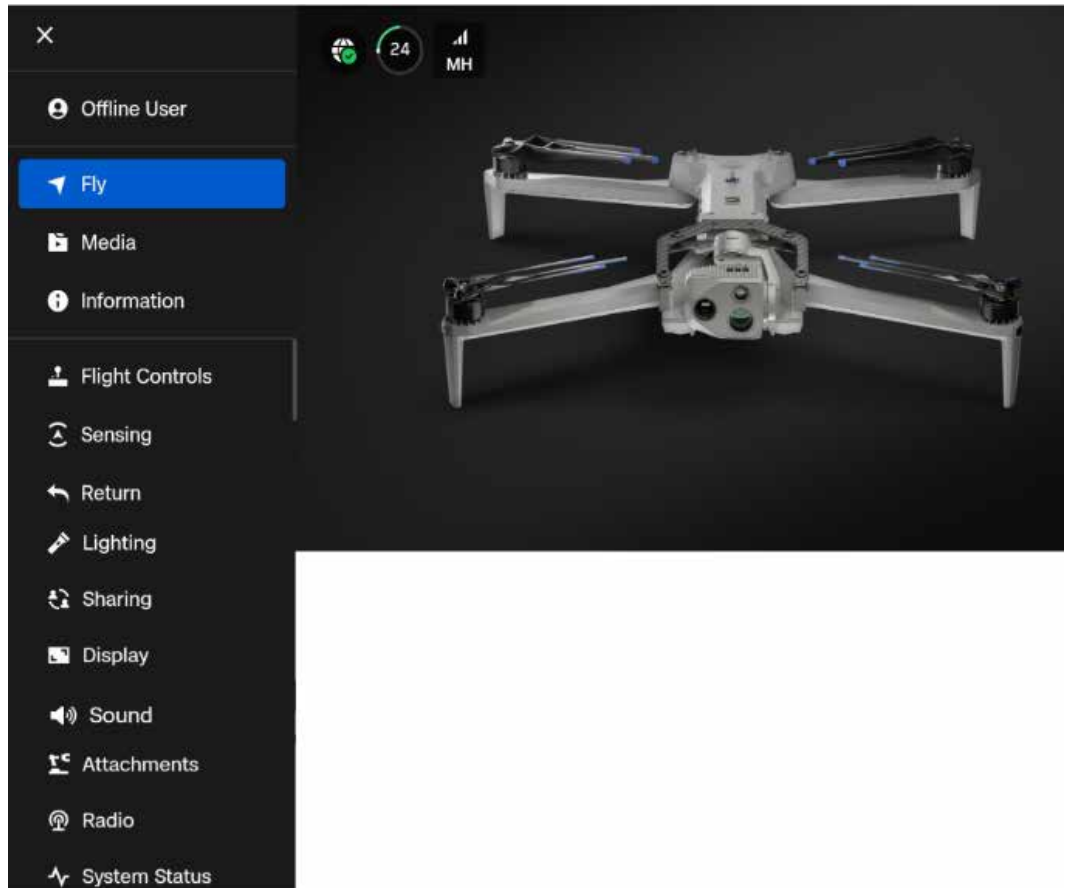 Offline User
24
MH
Fly
Media
Information
Flight Controls
Sensing
Return
Lighting
Sharing
Display
Sound
Attachments
Radio
System Status